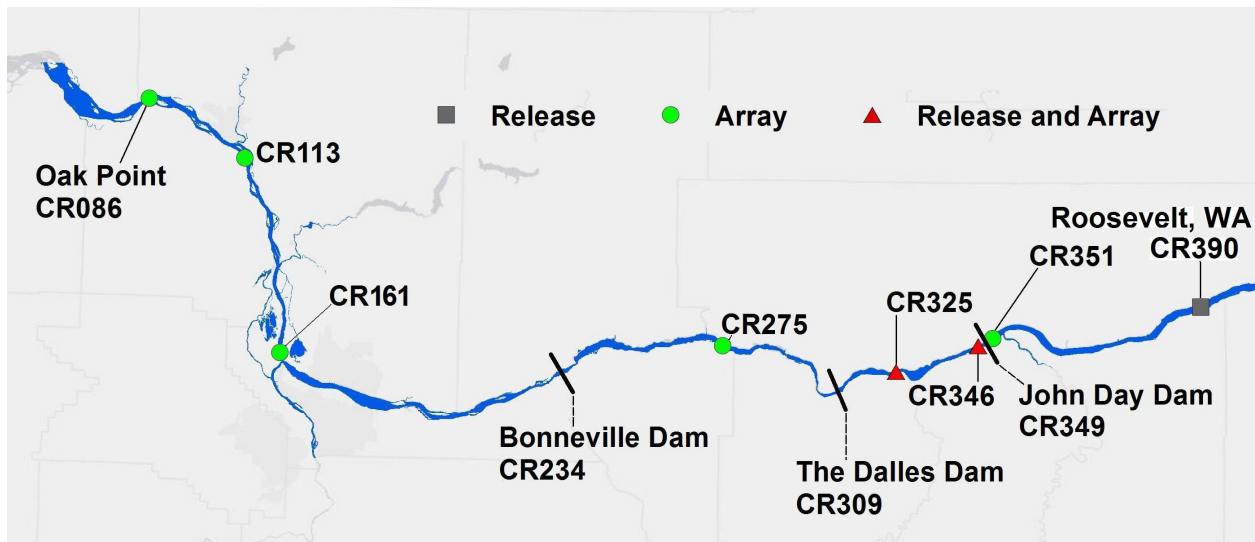 Release
Array
Release and Array
Oak Point
CR086
CR113
CR161
Roosevelt, WA
CR390
CR351
CR325
CR275
CR346
John Day Dam
CR349
Bonneville Dam
CR234
The Dalles Dam
CR309